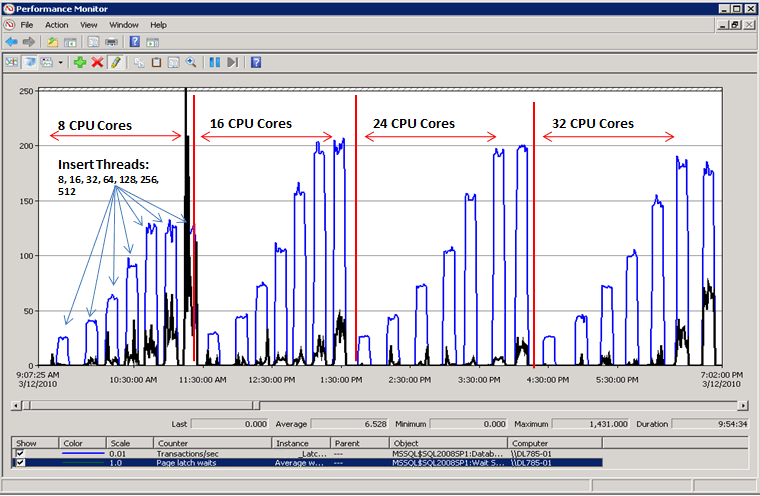 Performance Monitor
File Action View Window Help
250
200
150
100
50
0
8 CPU Cores
16 CPU Cores
24 CPU Cores
32 CPU Cores
Insert Threads:
8, 16, 32, 64, 128, 256,
512
9:07:25 AM
3/12/2010
10:30:00 AM
11:30:00 AM
12:30:00 PM
1:30:00 PM
2:30:00 PM
3:30:00 PM
4:30:00 PM
5:30:00 PM
7:02:00 PM
3/12/2010
Last 0.000 Average 6.528 Minimum 0.000 Maximum 1,431.000 Duration 9:54:34
Show Color Scale Counter Instance Parent Object Computer
0.01 Transactions/sec _Latc... --- MSSQL$SQL2008SP1:Datab... \\DL785-01
1.0 Page latch waits Average w... --- MSSQL$SQL2008SP1:Wait S... \\DL785-01